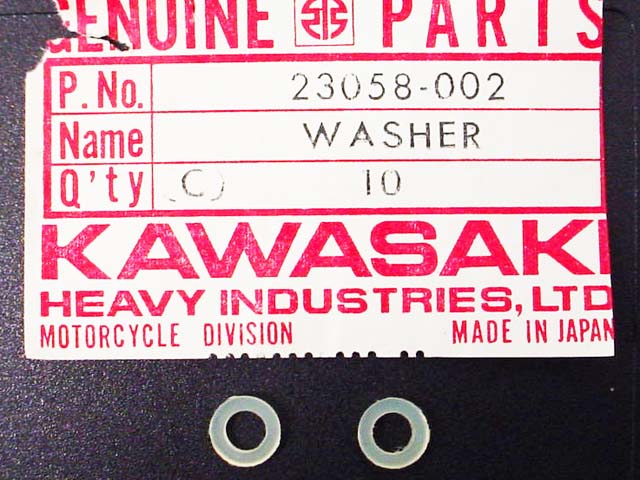 GENUINE PARTS
P. No. 23058-002
Name WASHER
Q'ty (C) 10
KAWASAKI
HEAVY INDUSTRIES, LTD
MOTORCYCLE DIVISION MADE IN JAPAN